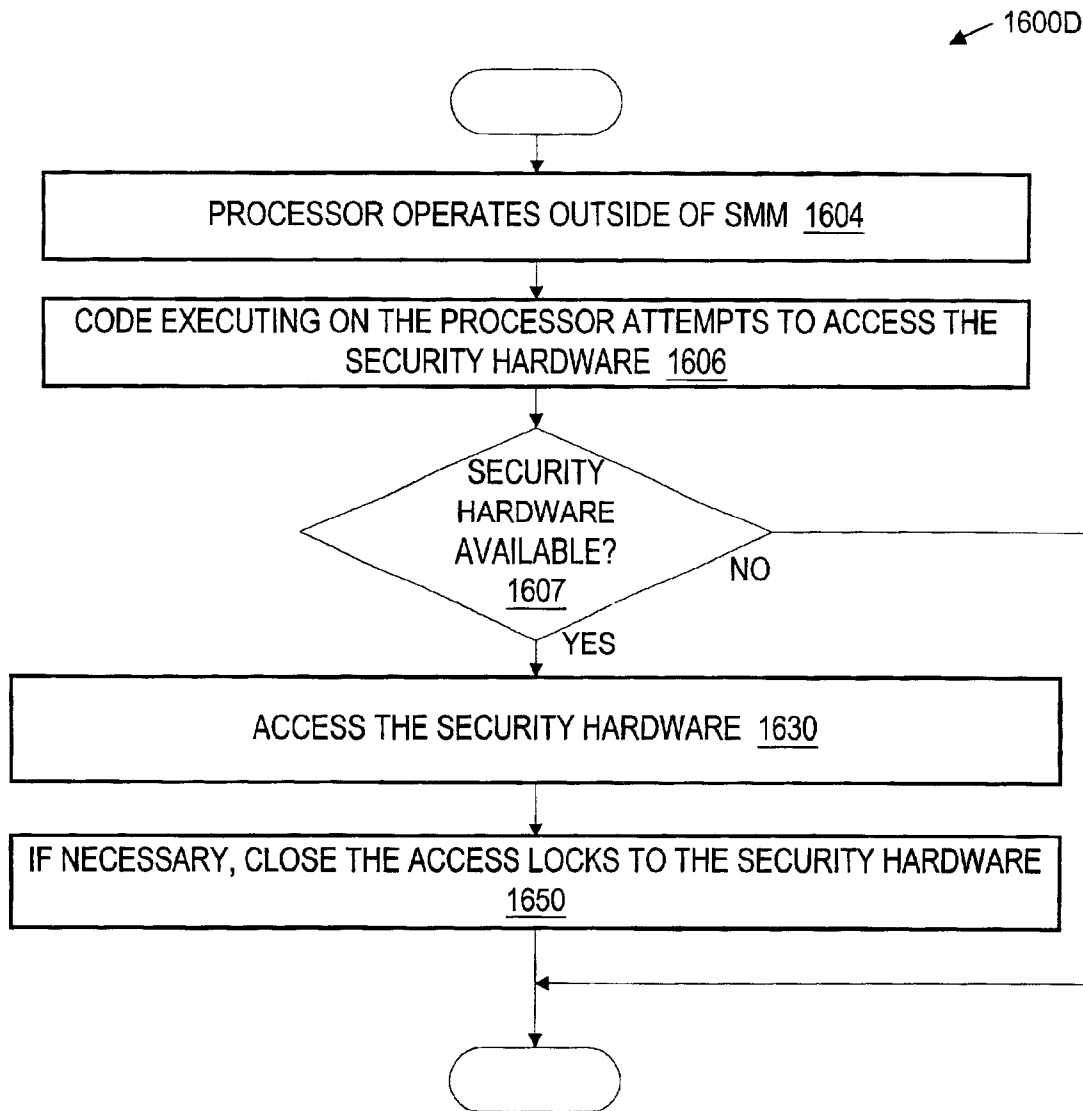 1600D
PROCESSOR OPERATES OUTSIDE OF SMM 1604
CODE EXECUTING ON THE PROCESSOR ATTEMPTS TO ACCESS THE
SECURITY HARDWARE 1606
SECURITY
HARDWARE
AVAILABLE?
1607
NO
YES
ACCESS THE SECURITY HARDWARE 1630
IF NECESSARY, CLOSE THE ACCESS LOCKS TO THE SECURITY HARDWARE
1650